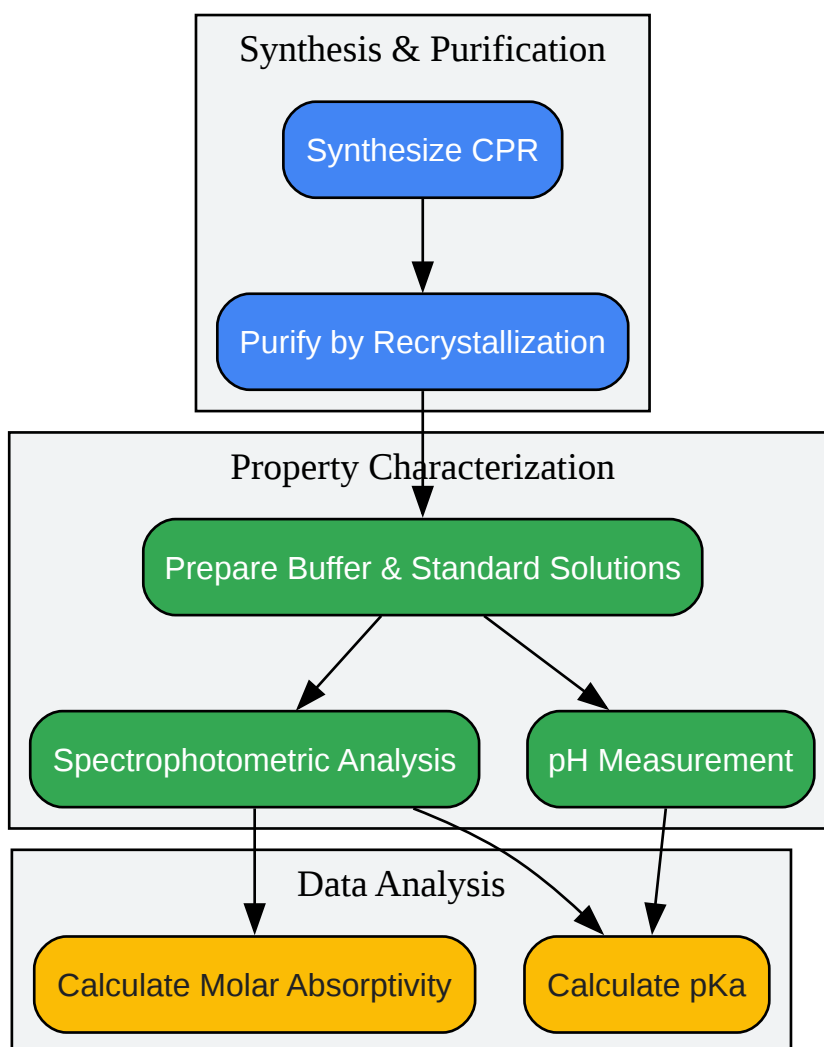 Synthesis & Purification
Synthesize CPR
Purify by Recrystallization
Property Characterization
Prepare Buffer & Standard Solutions
Spectrophotometric Analysis
pH Measurement
Data Analysis
Calculate Molar Absorptivity
Calculate pKa